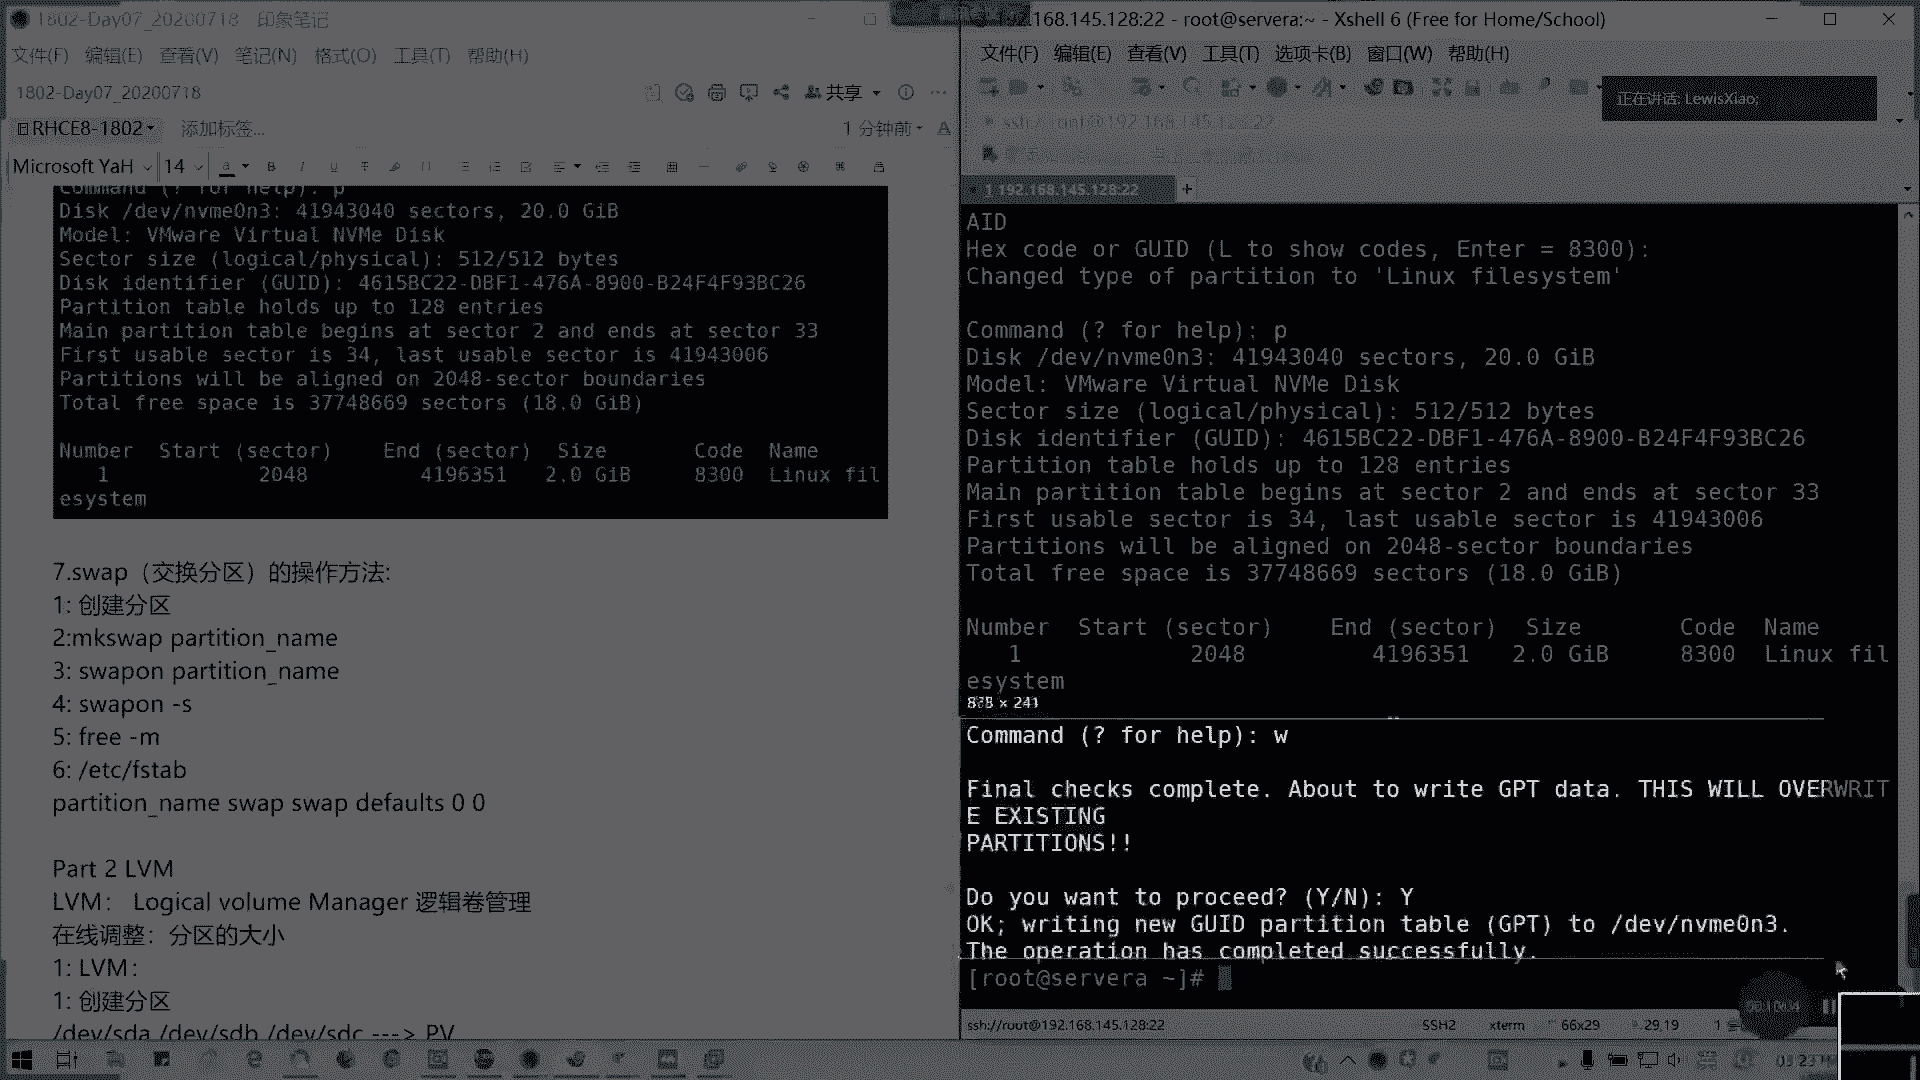 1802-Day07_20200718 印象笔记
文件(F) 编辑(E) 查看(V) 笔记(N) 格式(O) 工具(T) 帮助(H)
1802-Day07_20200718
共享
RHCE8-1802 添加标签...
1 分钟前
Microsoft YaH 14
Command (? for help): p
Disk /dev/nvme0n3: 41943040 sectors, 20.0 GiB
Model: VMware Virtual NVMe Disk
Sector size (logical/physical): 512/512 bytes
Disk identifier (GUID): 4615BC22-DBF1-476A-8900-B24F4F93BC26
Partition table holds up to 128 entries
Main partition table begins at sector 2 and ends at sector 33
First usable sector is 34, last usable sector is 41943006
Partitions will be aligned on 2048-sector boundaries
Total free space is 37748669 sectors (18.0 GiB)
Number Start (sector) End (sector) Size Code Name
1 2048 4196351 2.0 GiB 8300 Linux fil
esystem
7.swap（交换分区）的操作方法:
1: 创建分区
2:mkswap partition_name
3: swapon partition_name
4: swapon -s
5: free -m
6: /etc/fstab
partition_name swap swap defaults 0 0
Part 2 LVM
LVM： Logical volume Manager 逻辑卷管理
在线调整：分区的大小
1: LVM：
1: 创建分区
/dev/sda /dev/sdb /dev/sdc ---> PV
192.168.145.128:22 - root@servera:~ - Xshell 6 (Free for Home/School)
文件(F) 编辑(E) 查看(V) 工具(T) 选项卡(B) 窗口(W) 帮助(H)
正在讲话: LewisXiao;
ssh://root@192.168.145.128:22
1 192.168.145.128:22
AID
Hex code or GUID (L to show codes, Enter = 8300):
Changed type of partition to 'Linux filesystem'
Command (? for help): p
Disk /dev/nvme0n3: 41943040 sectors, 20.0 GiB
Model: VMware Virtual NVMe Disk
Sector size (logical/physical): 512/512 bytes
Disk identifier (GUID): 4615BC22-DBF1-476A-8900-B24F4F93BC26
Partition table holds up to 128 entries
Main partition table begins at sector 2 and ends at sector 33
First usable sector is 34, last usable sector is 41943006
Partitions will be aligned on 2048-sector boundaries
Total free space is 37748669 sectors (18.0 GiB)
Number Start (sector) End (sector) Size Code Name
1 2048 4196351 2.0 GiB 8300 Linux fil
esystem
878 × 241
Command (? for help): w
Final checks complete. About to write GPT data. THIS WILL OVERWRIT
E EXISTING
PARTITIONS!!
Do you want to proceed? (Y/N): Y
OK; writing new GUID partition table (GPT) to /dev/nvme0n3.
The operation has completed successfully.
[root@servera ~]#
ssh://root@192.168.145.128:22 SSH2 xterm 66x29 29,19 1